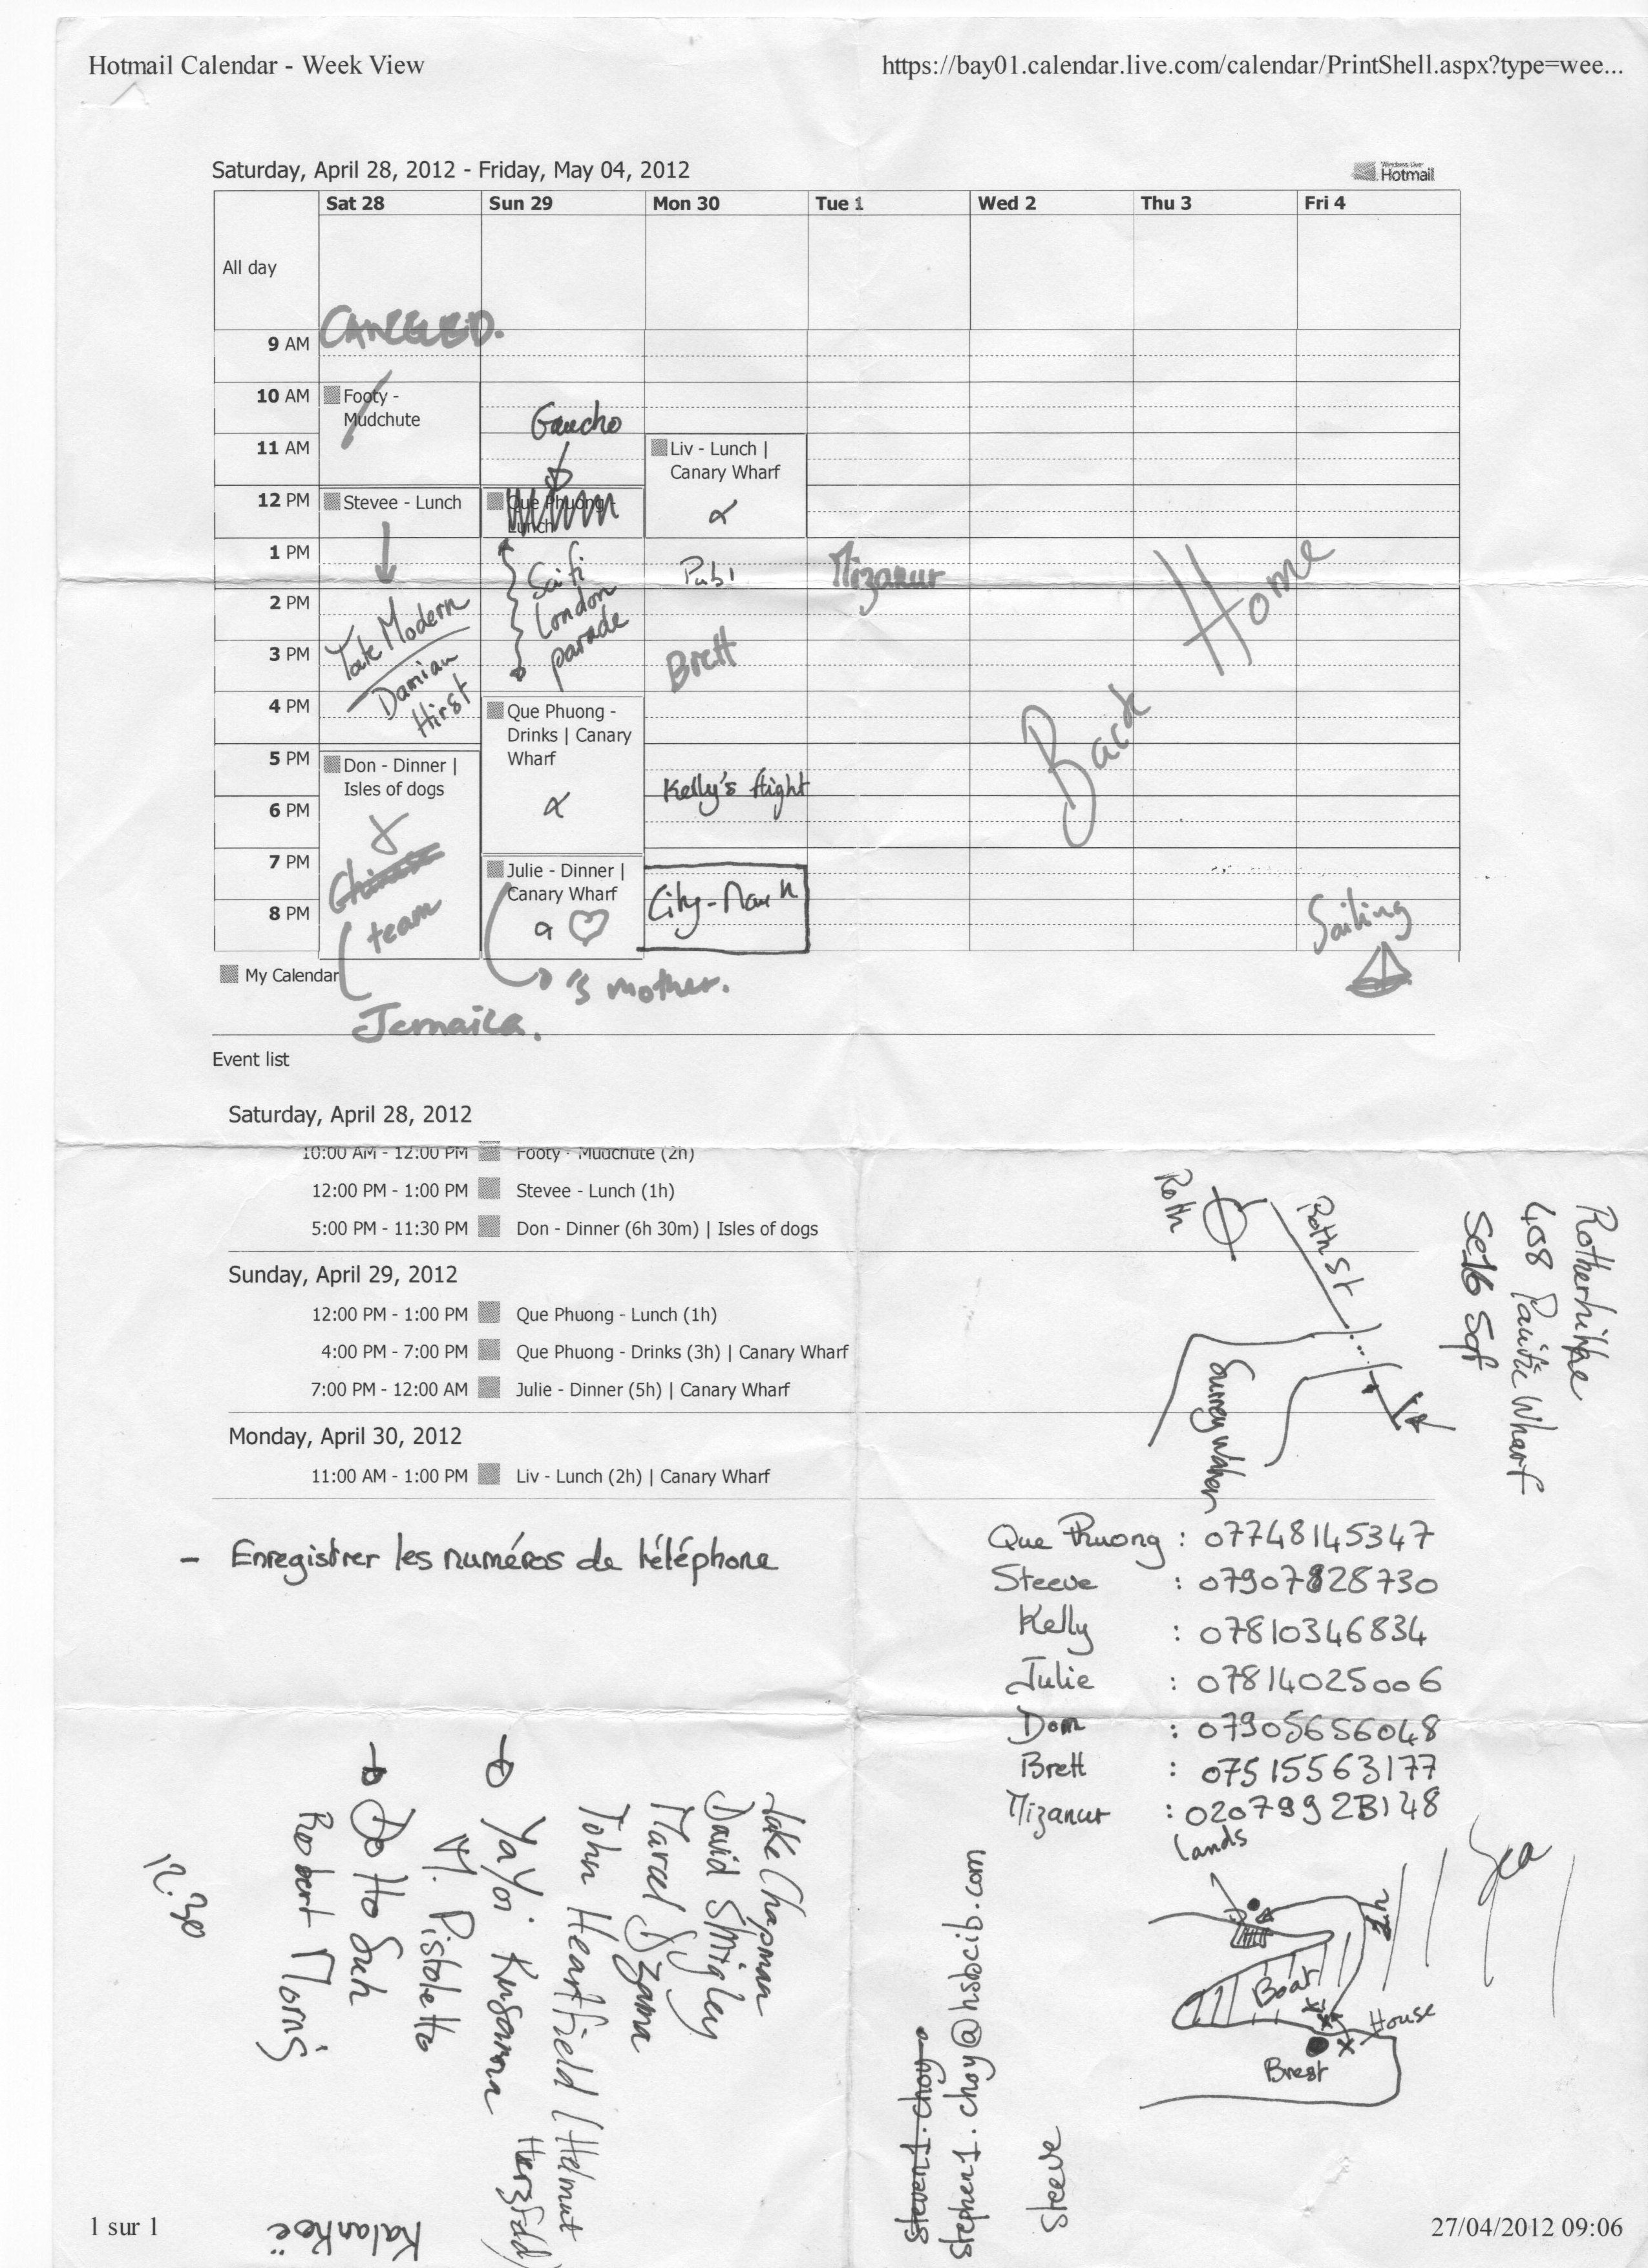 Hotmail Calendar - Week View
https://bay01.calendar.live.com/calendar/PrintShell.aspx?type=wee...
Saturday, April 28, 2012 - Friday, May 04, 2012
Windows Live
Hotmail
Sat 28
Sun 29
Mon 30
Tue 1
Wed 2
Thu 3
Fri 4
All day
CANCELED.
9 AM
10 AM
Footy -
Mudchute
Gaucho
11 AM
Liv - Lunch |
Canary Wharf
12 PM
Stevee - Lunch
Que Phuong -
Lunch
1 PM
Scifi
London
parade
Pub!
Mizanur
Back Home
2 PM
Tate Modern
Damian
Hirst
3 PM
Brett
4 PM
Que Phuong -
Drinks | Canary
Wharf
5 PM
Don - Dinner |
Isles of dogs
Kelly's flight
6 PM
7 PM
Julie - Dinner |
Canary Wharf
8 PM
team
Sailing
My Calendar
's mother.
Jemaica.
Event list
Saturday, April 28, 2012
10:00 AM - 12:00 PM Footy - Mudchute (2h)
12:00 PM - 1:00 PM Stevee - Lunch (1h)
5:00 PM - 11:30 PM Don - Dinner (6h 30m) | Isles of dogs
Sunday, April 29, 2012
12:00 PM - 1:00 PM Que Phuong - Lunch (1h)
4:00 PM - 7:00 PM Que Phuong - Drinks (3h) | Canary Wharf
7:00 PM - 12:00 AM Julie - Dinner (5h) | Canary Wharf
Monday, April 30, 2012
11:00 AM - 1:00 PM Liv - Lunch (2h) | Canary Wharf
Roth
Roth St
Surrey Water
408 Pacific Wharf
SE16 5qf
- Enregistrer les numéros de téléphone
Que Phuong : 07748145347
Steeve : 07907828730
Kelly : 07810346834
Julie : 07814025006
Dom : 07905656048
Brett : 07515563177
Mizanur
Lands
Sea
Boat
House
Brest
Jake Chapman
David Shrigley
Marcel Dzama
John Heartfield (Helmut
Herzfeld)
YaYoi Kusama
M. Pistoletto
Do Ho Suh
Robert Morris
12.30
steven1.choy
stephen1.choy@hsbcib.com
Steeve
1 sur 1
27/04/2012 09:06